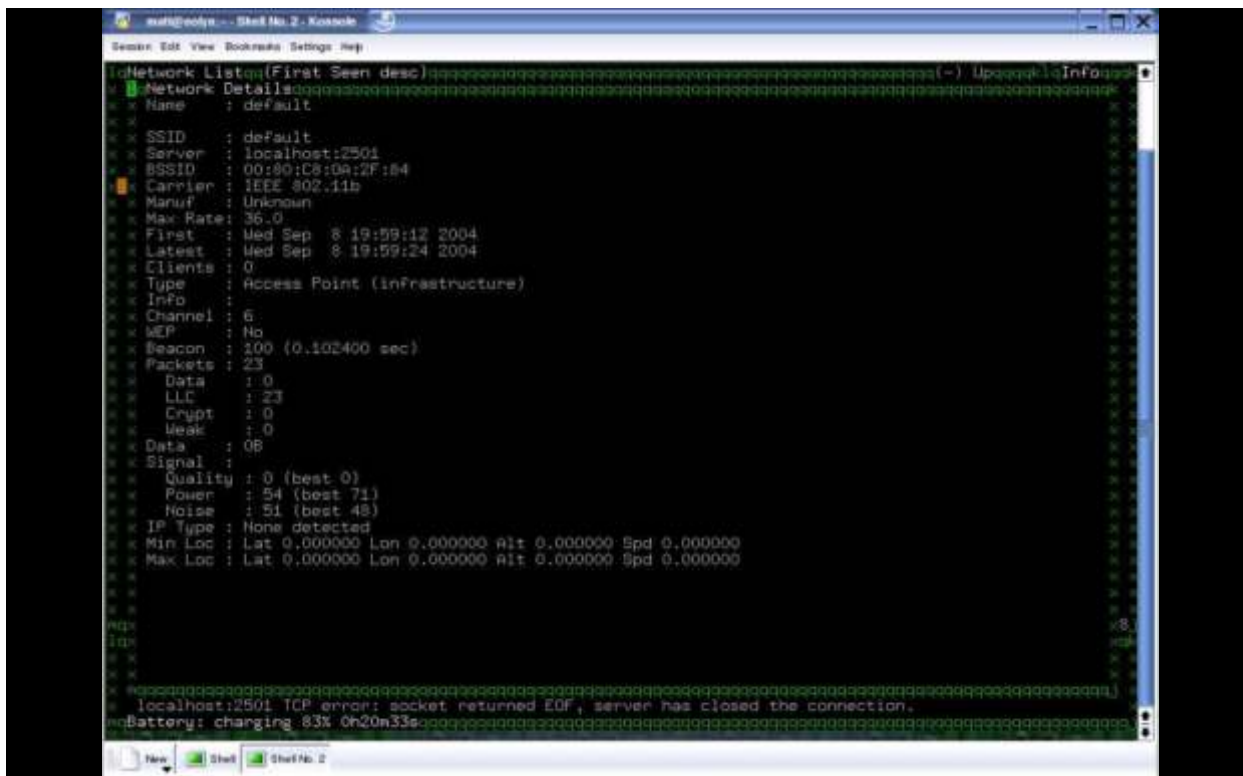 matt@eolyn: - Shell No. 2 - Konsole
Session Edit View Bookmarks Settings Help
Network List (First Seen desc) (-) Up Info
Network Details
Name : default
SSID : default
Server : localhost:2501
BSSID : 00:80:C8:0A:2F:84
Carrier : IEEE 802.11b
Manuf : Unknown
Max Rate: 36.0
First : Wed Sep 8 19:59:12 2004
Latest : Wed Sep 8 19:59:24 2004
Clients : 0
Type : Access Point (infrastructure)
Info :
Channel : 6
WEP : No
Beacon : 100 (0.102400 sec)
Packets : 23
Data : 0
LLC : 23
Crypt : 0
Weak : 0
Data : 0B
Signal :
Quality : 0 (best 0)
Power : 54 (best 71)
Noise : 51 (best 48)
IP Type : None detected
Min Loc : Lat 0.000000 Lon 0.000000 Alt 0.000000 Spd 0.000000
Max Loc : Lat 0.000000 Lon 0.000000 Alt 0.000000 Spd 0.000000
localhost:2501 TCP error: socket returned EOF, server has closed the connection.
Battery: charging 83% 0h20m33s
New Shell Shell No. 2